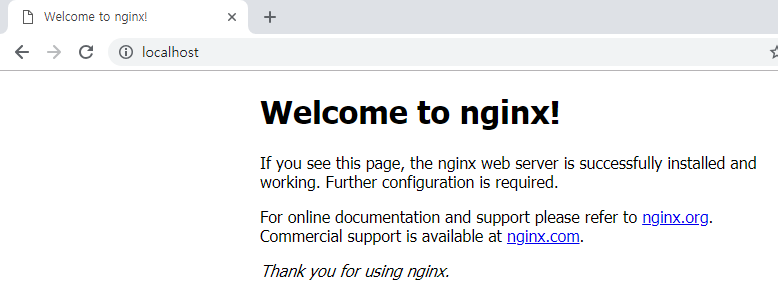 Welcome to nginx!
localhost
Welcome to nginx!
If you see this page, the nginx web server is successfully installed and
working. Further configuration is required.
For online documentation and support please refer to nginx.org.
Commercial support is available at nginx.com.
Thank you for using nginx.